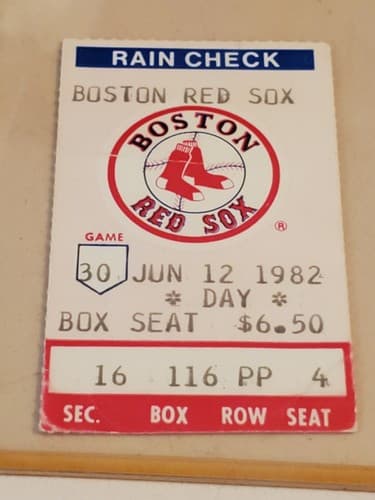 RAIN CHECK
BOSTON RED SOX
BOSTON
RED SOX
®
GAME
30 JUN 12 1982
* DAY *
BOX SEAT $6.50
16 116 PP 4
SEC. BOX ROW SEAT